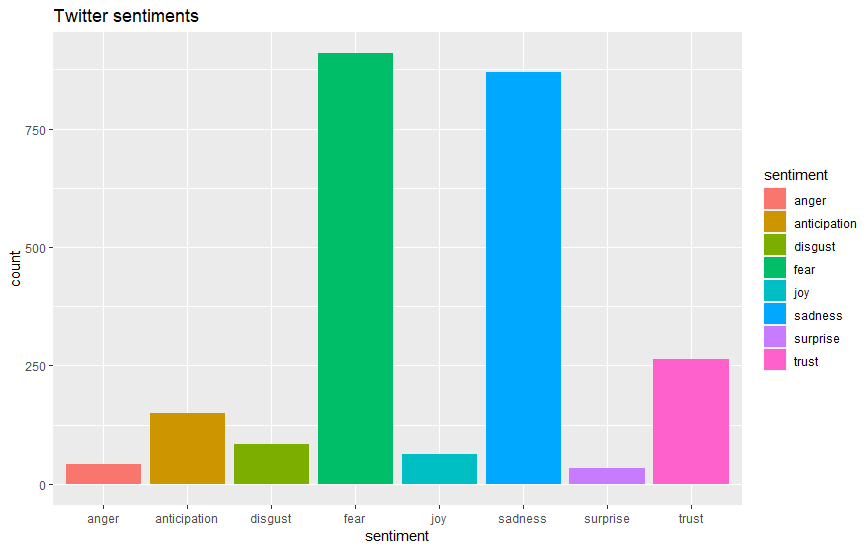 Twitter sentiments
count
750
500
250
0
anger anticipation disgust fear joy sadness surprise trust
sentiment
sentiment
anger
anticipation
disgust
fear
joy
sadness
surprise
trust